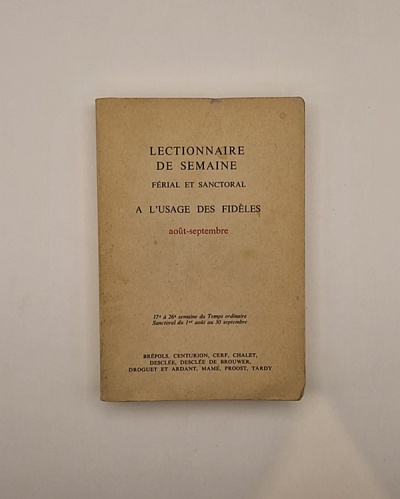 LECTIONNAIRE
DE SEMAINE
FÉRIAL ET SANCTORAL
A L'USAGE DES FIDÈLES
août-septembre
17e à 26e semaine du Temps ordinaire
Sanctoral du 1er août au 30 septembre
BRÉPOLS, CENTURION, CERF, CHALET,
DESCLÉE, DESCLÉE DE BROUWER,
DROGUET ET ARDANT, MAME, PROOST, TARDY